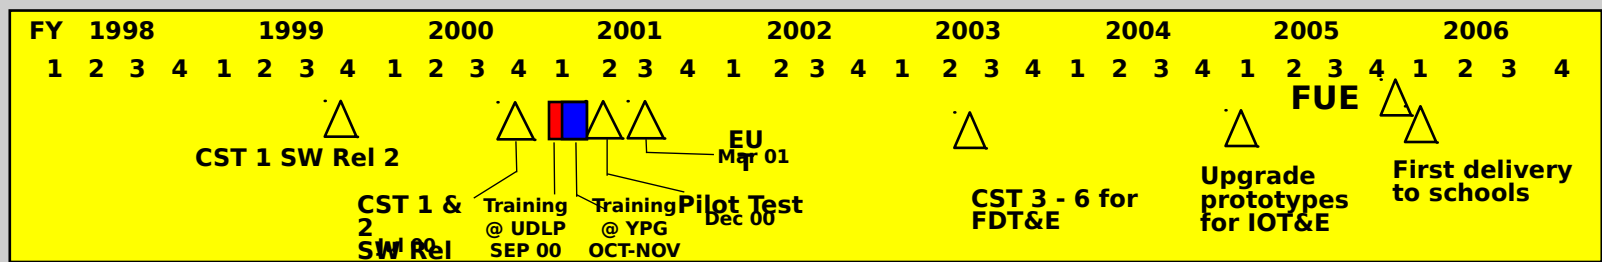 FY 1998 1999 2000 2001 2002 2003 2004 2005 2006
1 2 3 4 1 2 3 4 1 2 3 4 1 2 3 4 1 2 3 4 1 2 3 4 1 2 3 4 1 2 3 4 1 2 3 4
FUE
CST 1 SW Rel 2
EU
T
Mar 01
CST 1 &
2
SW Rel
Jul 00
Training
@ UDLP
SEP 00
Training
@ YPG
OCT-NOV
Pilot Test
Dec 00
CST 3 - 6 for
FDT&E
Upgrade
prototypes
for IOT&E
First delivery
to schools